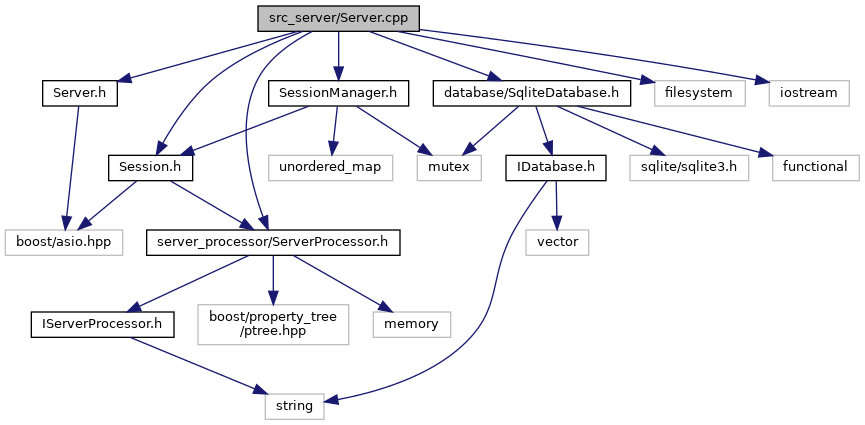 src_server/Server.cpp
Server.h
SessionManager.h
database/SqliteDatabase.h
filesystem
iostream
Session.h
unordered_map
mutex
IDatabase.h
sqlite/sqlite3.h
functional
boost/asio.hpp
server_processor/ServerProcessor.h
vector
IServerProcessor.h
boost/property_tree
/ptree.hpp
memory
string